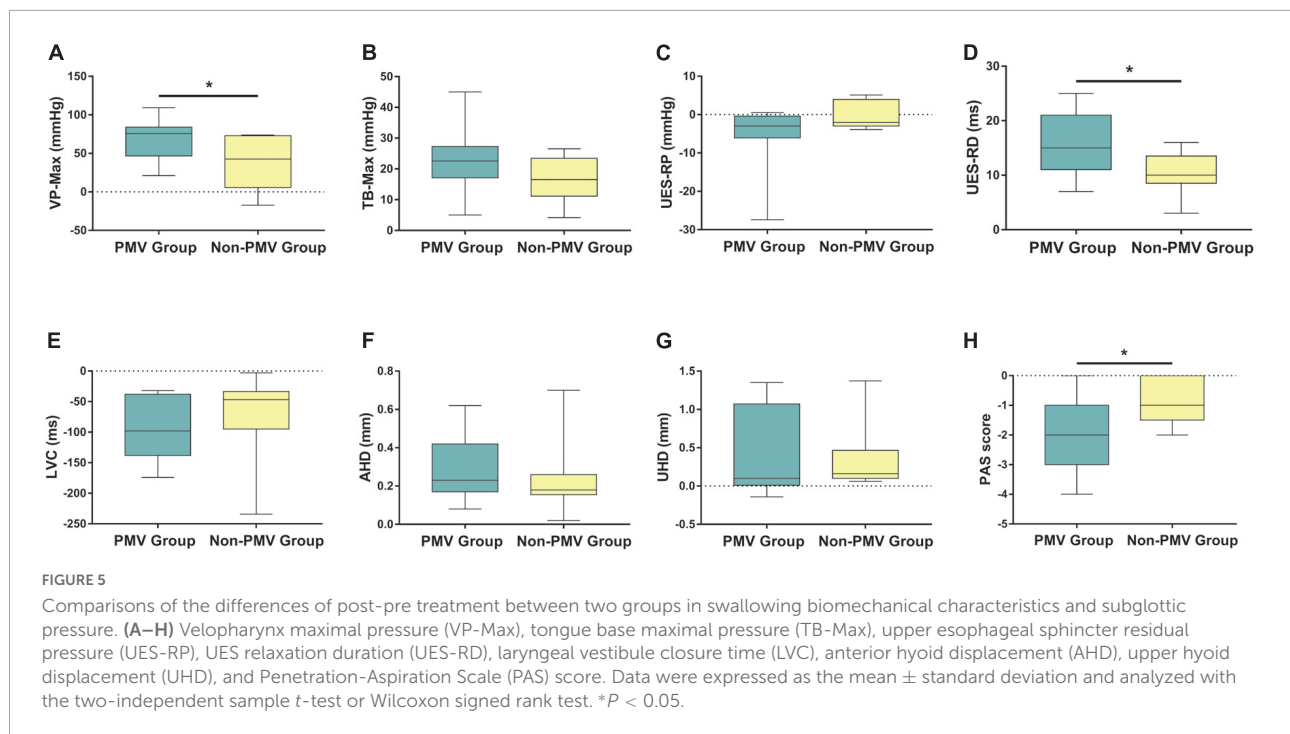 A
VP-Max (mmHg)
150
100
50
0
-50
*
PMV Group Non-PMV Group
B
TB-Max (mmHg)
50
40
30
20
10
0
PMV Group Non-PMV Group
C
UES-RP (mmHg)
10
0
-10
-20
-30
PMV Group Non-PMV Group
D
UES-RD (ms)
30
20
10
0
*
PMV Group Non-PMV Group
E
LVC (ms)
0
-50
-100
-150
-200
-250
PMV Group Non-PMV Group
F
AHD (mm)
0.8
0.6
0.4
0.2
0.0
PMV Group Non-PMV Group
G
UHD (mm)
1.5
1.0
0.5
0.0
-0.5
PMV Group Non-PMV Group
H
PAS score
0
-1
-2
-3
-4
-5
*
PMV Group Non-PMV Group
FIGURE 5
Comparisons of the differences of post-pre treatment between two groups in swallowing biomechanical characteristics and subglottic
pressure. (A–H) Velopharynx maximal pressure (VP-Max), tongue base maximal pressure (TB-Max), upper esophageal sphincter residual
pressure (UES-RP), UES relaxation duration (UES-RD), laryngeal vestibule closure time (LVC), anterior hyoid displacement (AHD), upper hyoid
displacement (UHD), and Penetration-Aspiration Scale (PAS) score. Data were expressed as the mean ± standard deviation and analyzed with
the two-independent sample t-test or Wilcoxon signed rank test. *P < 0.05.